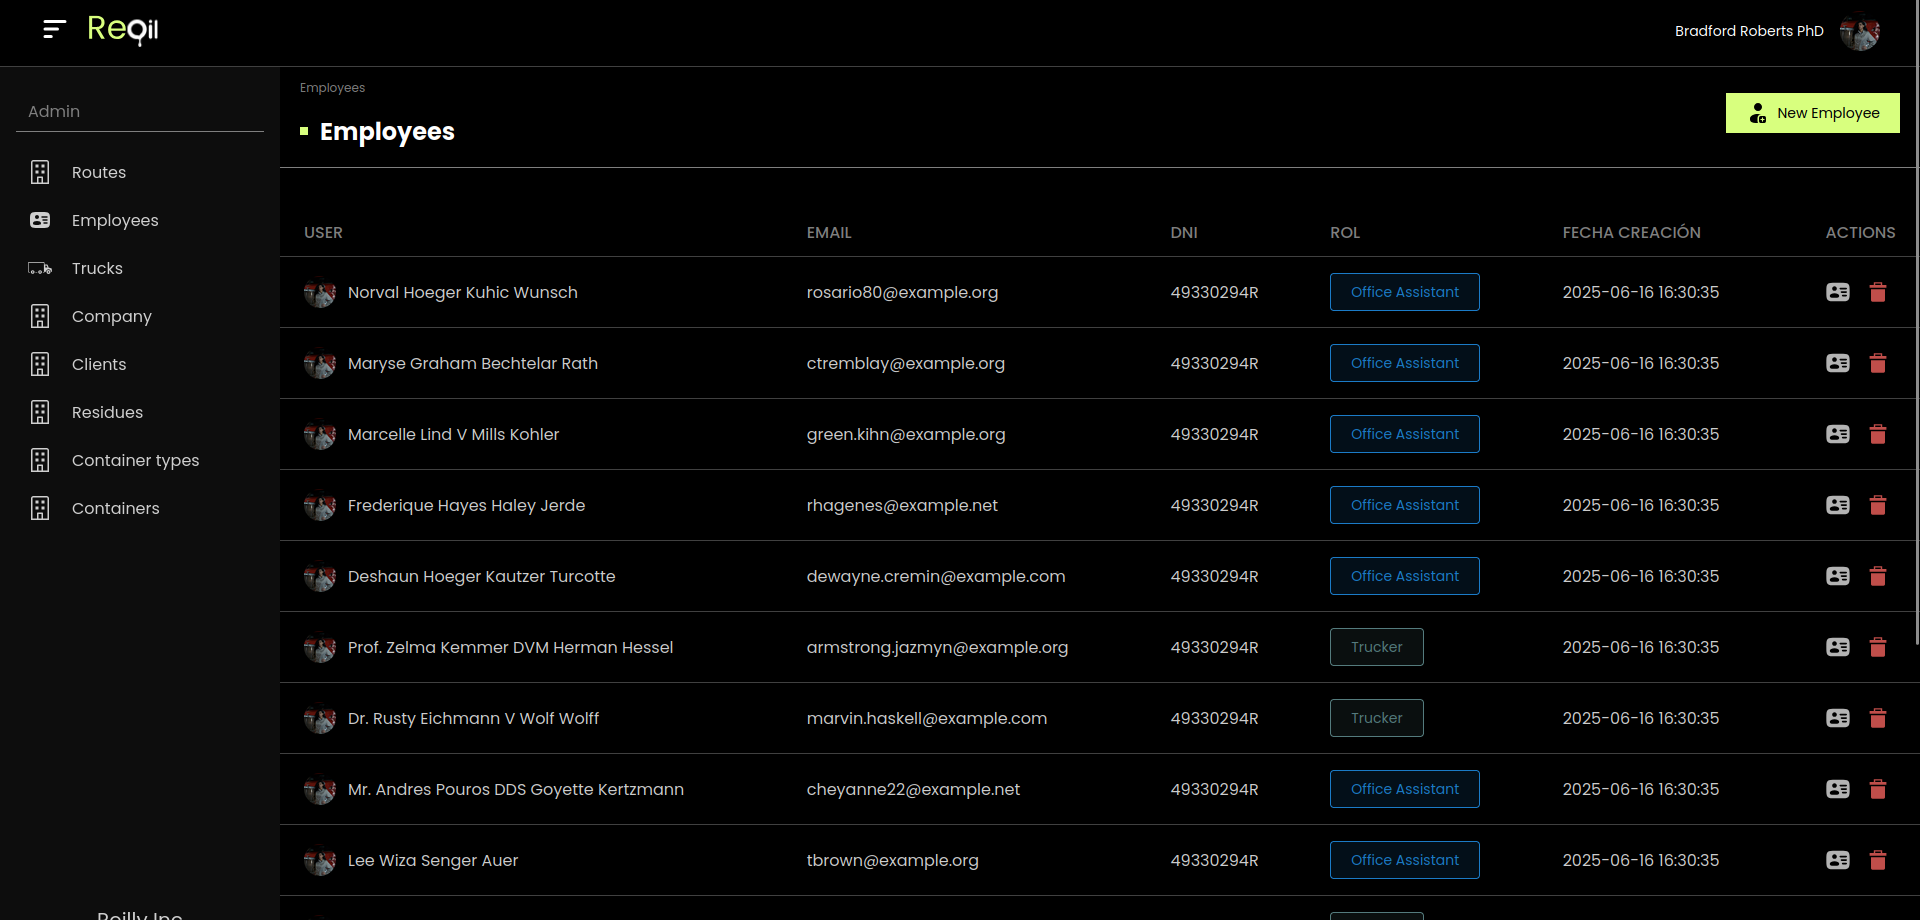 Reqil
Bradford Roberts PhD
Admin
Routes
Employees
Trucks
Company
Clients
Residues
Container types
Containers
Reilly Inc
Employees
Employees
New Employee
USER EMAIL DNI ROL FECHA CREACIÓN ACTIONS
Norval Hoeger Kuhic Wunsch rosario80@example.org 49330294R Office Assistant 2025-06-16 16:30:35
Maryse Graham Bechtelar Rath ctremblay@example.org 49330294R Office Assistant 2025-06-16 16:30:35
Marcelle Lind V Mills Kohler green.kihn@example.org 49330294R Office Assistant 2025-06-16 16:30:35
Frederique Hayes Haley Jerde rhagenes@example.net 49330294R Office Assistant 2025-06-16 16:30:35
Deshaun Hoeger Kautzer Turcotte dewayne.cremin@example.com 49330294R Office Assistant 2025-06-16 16:30:35
Prof. Zelma Kemmer DVM Herman Hessel armstrong.jazmyn@example.org 49330294R Trucker 2025-06-16 16:30:35
Dr. Rusty Eichmann V Wolf Wolff marvin.haskell@example.com 49330294R Trucker 2025-06-16 16:30:35
Mr. Andres Pouros DDS Goyette Kertzmann cheyanne22@example.net 49330294R Office Assistant 2025-06-16 16:30:35
Lee Wiza Senger Auer tbrown@example.org 49330294R Office Assistant 2025-06-16 16:30:35